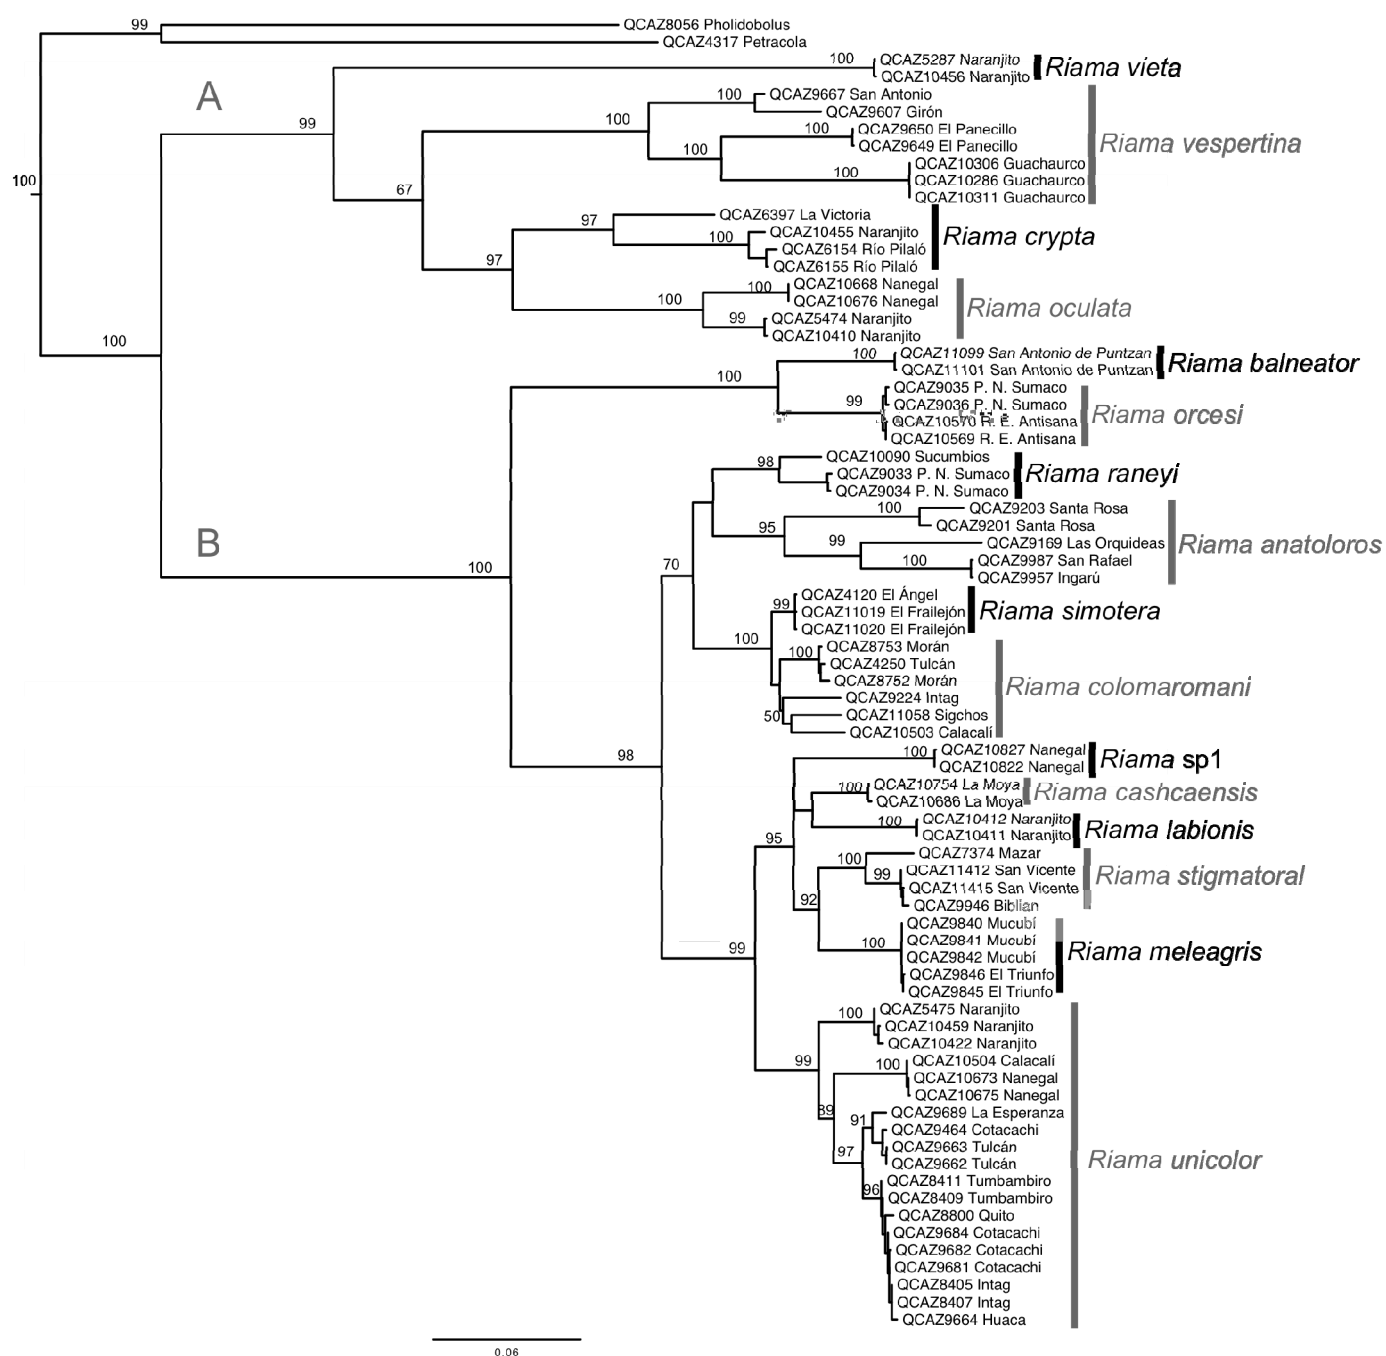 99
QCAZ8056 Pholidobolus
QCAZ4317 Petracola
100
QCAZ5287 Naranjito
QCAZ10456 Naranjito
Riama vieta
A
99
100
QCAZ9667 San Antonio
QCAZ9607 Girón
100
100
QCAZ9650 El Panecillo
QCAZ9649 El Panecillo
100
100
QCAZ10306 Guachaurco
QCAZ10286 Guachaurco
QCAZ10311 Guachaurco
Riama vespertina
100
67
97
QCAZ6397 La Victoria
100
QCAZ10455 Naranjito
QCAZ6154 Río Pilaló
QCAZ6155 Río Pilaló
Riama crypta
97
100
QCAZ10668 Nanegal
QCAZ10676 Nanegal
100
99
QCAZ5474 Naranjito
QCAZ10410 Naranjito
Riama oculata
100
100
QCAZ11099 San Antonio de Puntzan
QCAZ11101 San Antonio de Puntzan
Riama balneator
100
99
QCAZ9035 P. N. Sumaco
QCAZ9036 P. N. Sumaco
QCAZ10570 R. E. Antisana
QCAZ10569 R. E. Antisana
Riama orcesi
98
QCAZ10090 Sucumbios
QCAZ9033 P. N. Sumaco
QCAZ9034 P. N. Sumaco
Riama raneyi
100
QCAZ9203 Santa Rosa
QCAZ9201 Santa Rosa
95
99
QCAZ9169 Las Orquideas
100
QCAZ9987 San Rafael
QCAZ9957 Ingarú
Riama anatoloros
B
100
70
99
QCAZ4120 El Ángel
QCAZ11019 El Frailejón
QCAZ11020 El Frailejón
Riama simotera
100
100
QCAZ8753 Morán
QCAZ4250 Tulcán
QCAZ8752 Morán
QCAZ9224 Intag
50
QCAZ11058 Sigchos
QCAZ10503 Calacalí
Riama colomaromani
98
100
QCAZ10827 Nanegal
QCAZ10822 Nanegal
Riama sp1
100
QCAZ10754 La Moya
QCAZ10686 La Moya
Riama cashcaensis
100
QCAZ10412 Naranjito
QCAZ10411 Naranjito
Riama labionis
95
100
QCAZ7374 Mazar
99
QCAZ11412 San Vicente
QCAZ11415 San Vicente
QCAZ9946 Biblian
Riama stigmatoral
92
100
QCAZ9840 Mucubí
QCAZ9841 Mucubí
QCAZ9842 Mucubí
QCAZ9846 El Triunfo
QCAZ9845 El Triunfo
Riama meleagris
99
100
QCAZ5475 Naranjito
QCAZ10459 Naranjito
QCAZ10422 Naranjito
99
100
QCAZ10504 Calacalí
QCAZ10673 Nanegal
QCAZ10675 Nanegal
89
91
QCAZ9689 La Esperanza
QCAZ9464 Cotacachi
QCAZ9663 Tulcán
QCAZ9662 Tulcán
97
96
QCAZ8411 Tumbambiro
QCAZ8409 Tumbambiro
QCAZ8800 Quito
QCAZ9684 Cotacachi
QCAZ9682 Cotacachi
QCAZ9681 Cotacachi
QCAZ8405 Intag
QCAZ8407 Intag
QCAZ9664 Huaca
Riama unicolor
0.06